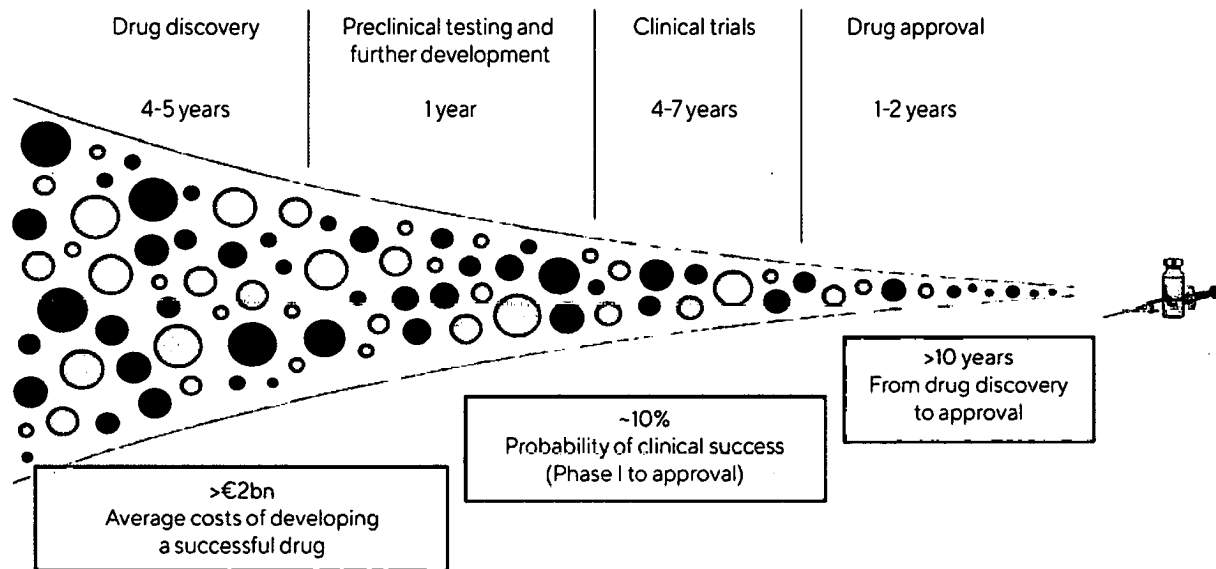 Drug discovery
Preclinical testing and
further development
Clinical trials
Drug approval
4-5 years
1 year
4-7 years
1-2 years
>10 years
From drug discovery
to approval
~10%
Probability of clinical success
(Phase I to approval)
>€2bn
Average costs of developing
a successful drug